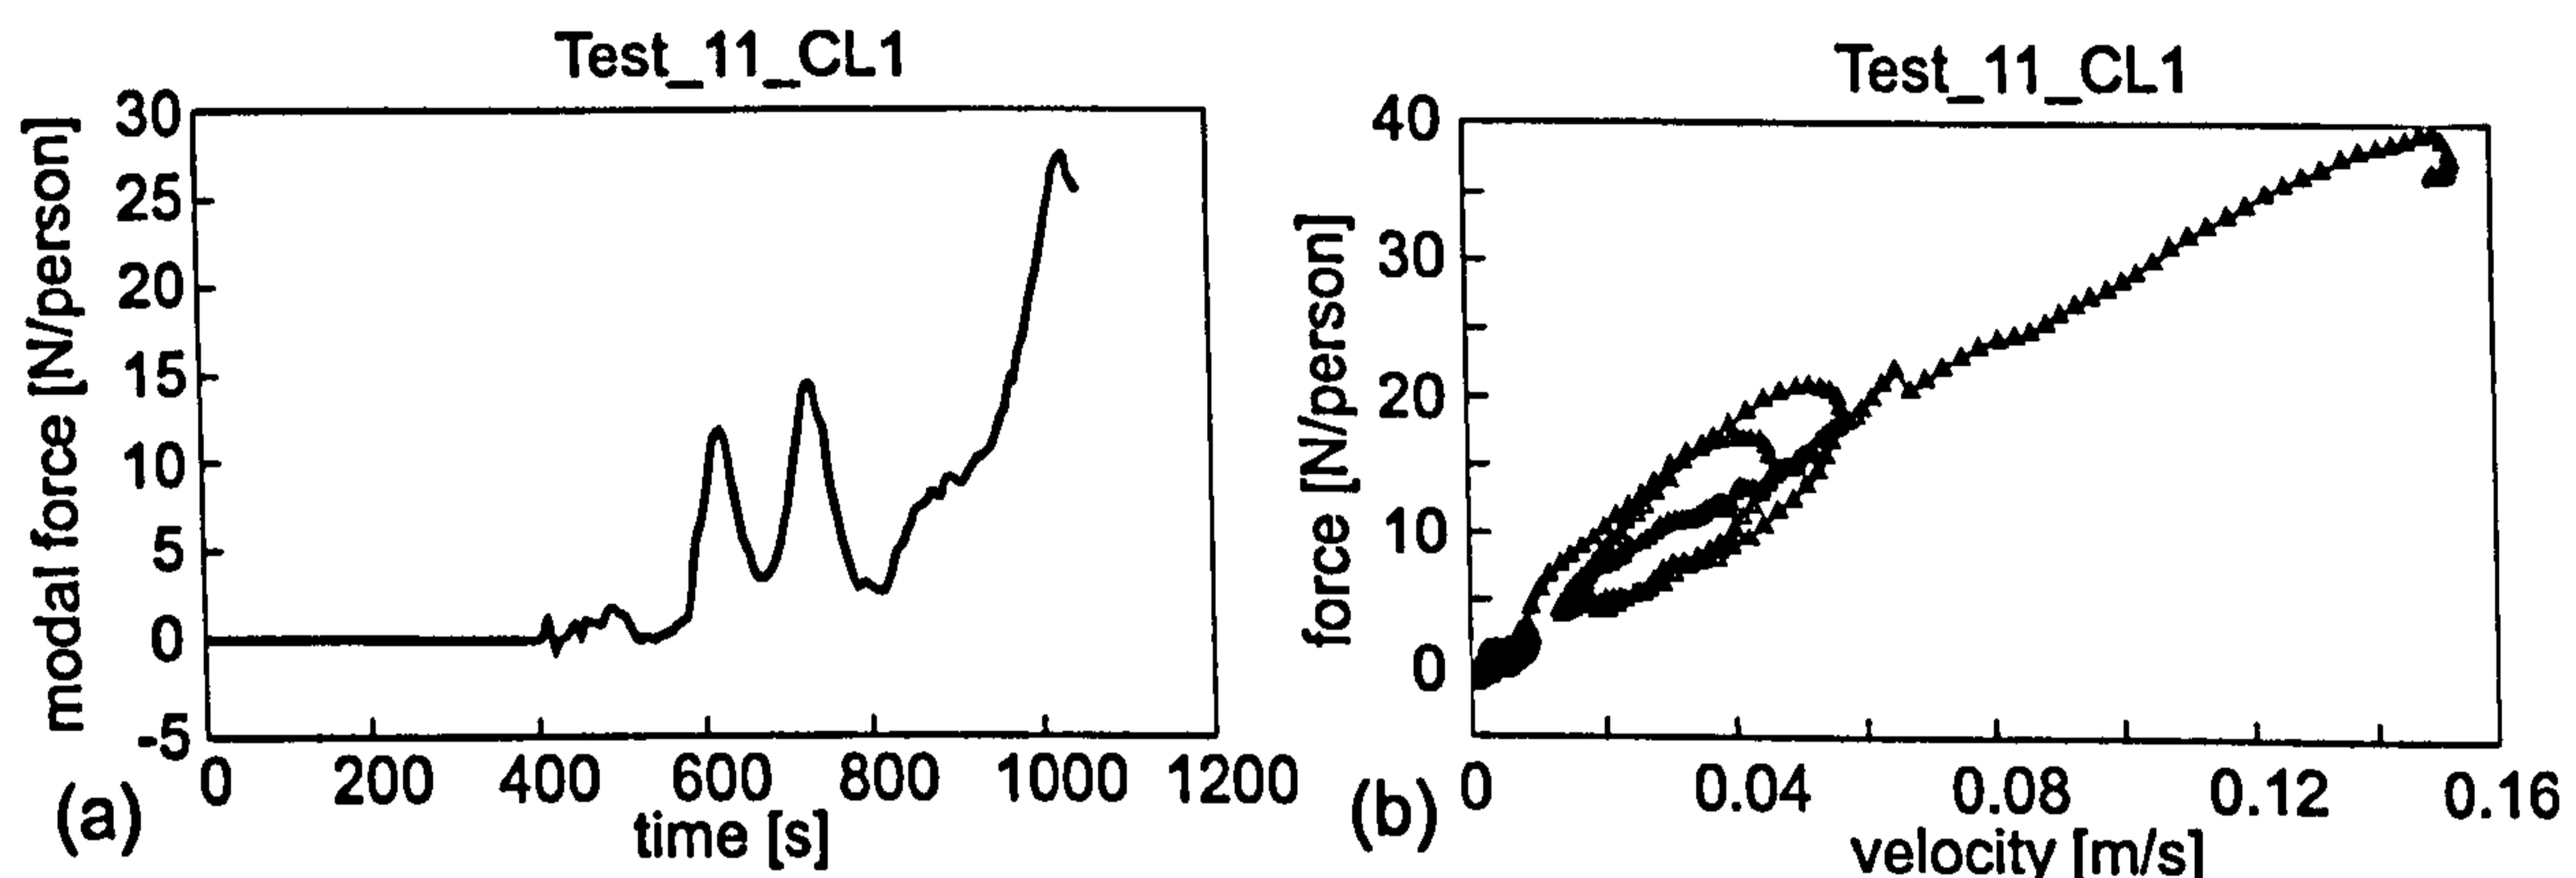 Test_11_CL1
modal force [N/person]
30
25
20
15
10
5
0
-5
0 200 400 600 800 1000 1200
time [s]
(a)
Test_11_CL1
force [N/person]
40
30
20
10
0
0 0.04 0.08 0.12 0.16
velocity [m/s]
(b)